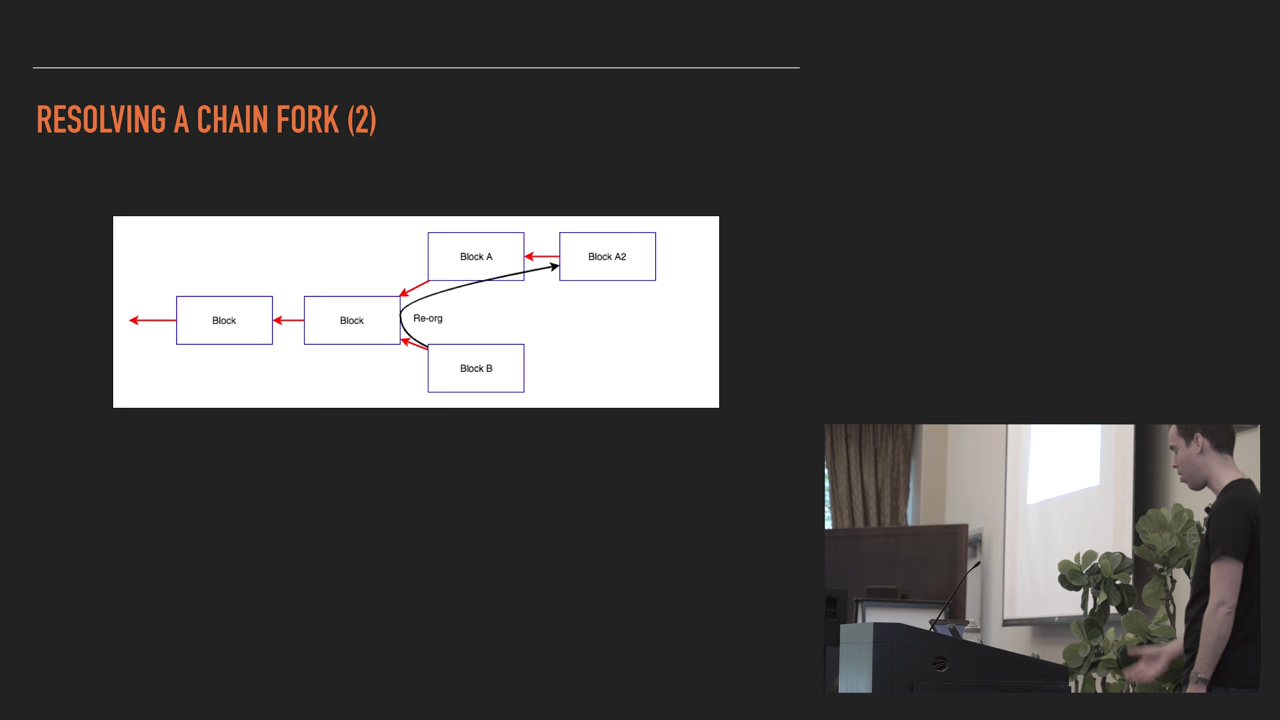 RESOLVING A CHAIN FORK (2)
Block A
Block A2
Block
Block
Re-org
Block B